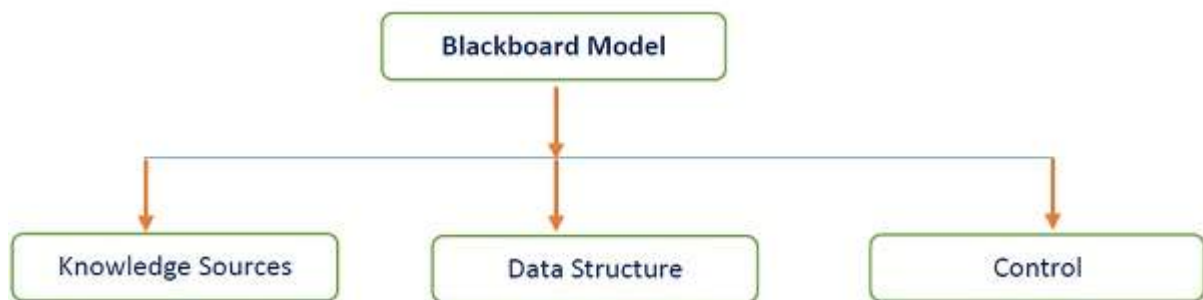 Blackboard Model
Knowledge Sources
Data Structure
Control